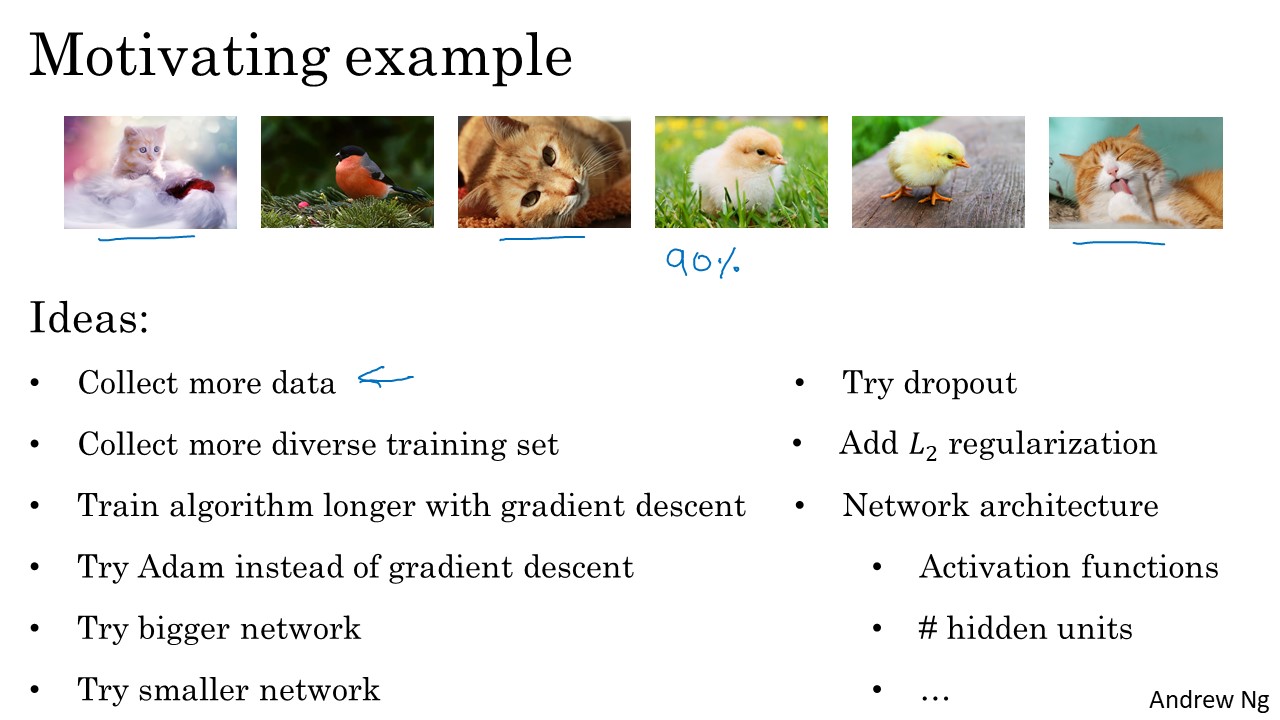 Motivating example
90%
Ideas:
• Collect more data
• Collect more diverse training set
• Train algorithm longer with gradient descent
• Try Adam instead of gradient descent
• Try bigger network
• Try smaller network
• Try dropout
• Add L₂ regularization
• Network architecture
• Activation functions
• # hidden units
• …
Andrew Ng